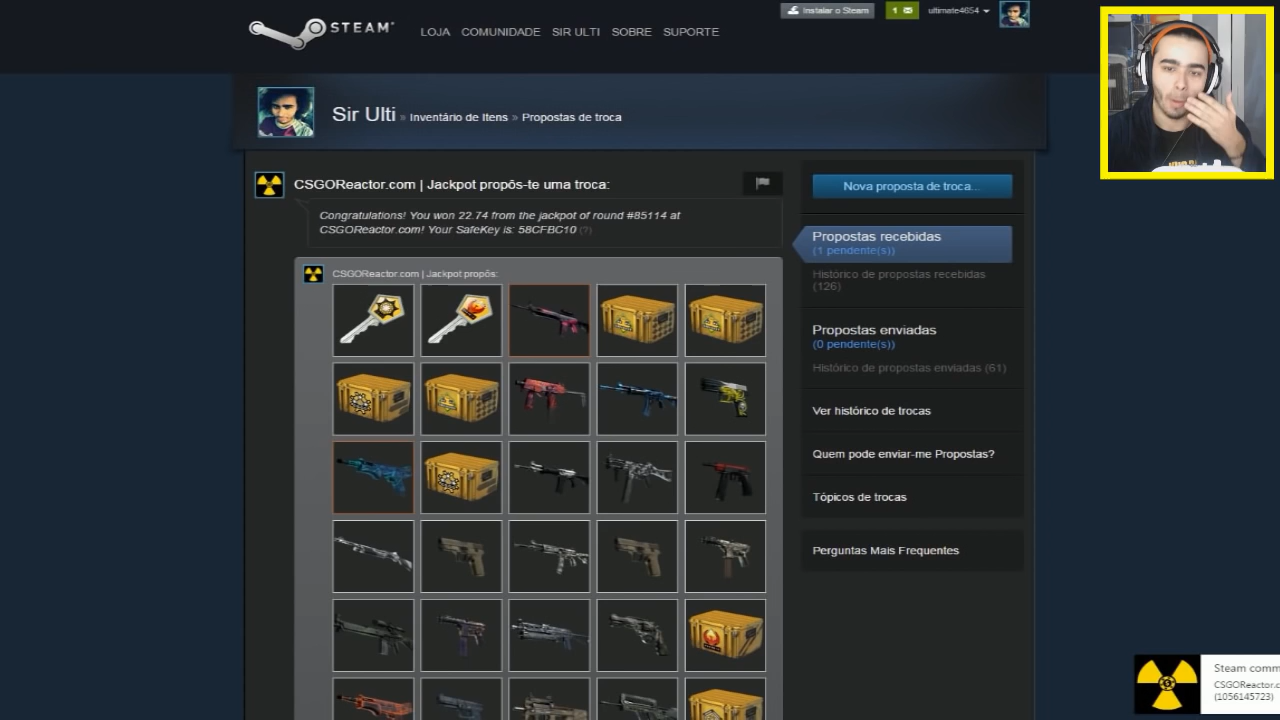 Instalar o Steam
1
ultimate4654
STEAM®
LOJA COMUNIDADE SIR ULTI SOBRE SUPORTE
Sir Ulti » Inventário de Itens » Propostas de troca
CSGOReactor.com | Jackpot propôs-te uma troca:
Congratulations! You won 22.74 from the jackpot of round #85114 at
CSGOReactor.com! Your SafeKey is: 58CFBC10 (?)
CSGOReactor.com | Jackpot propôs:
Nova proposta de troca...
Propostas recebidas
(1 pendente(s))
Histórico de propostas recebidas
(126)
Propostas enviadas
(0 pendente(s))
Histórico de propostas enviadas (61)
Ver histórico de trocas
Quem pode enviar-me Propostas?
Tópicos de trocas
Perguntas Mais Frequentes
Steam comm
CSGOReactor.c
(1056145723)